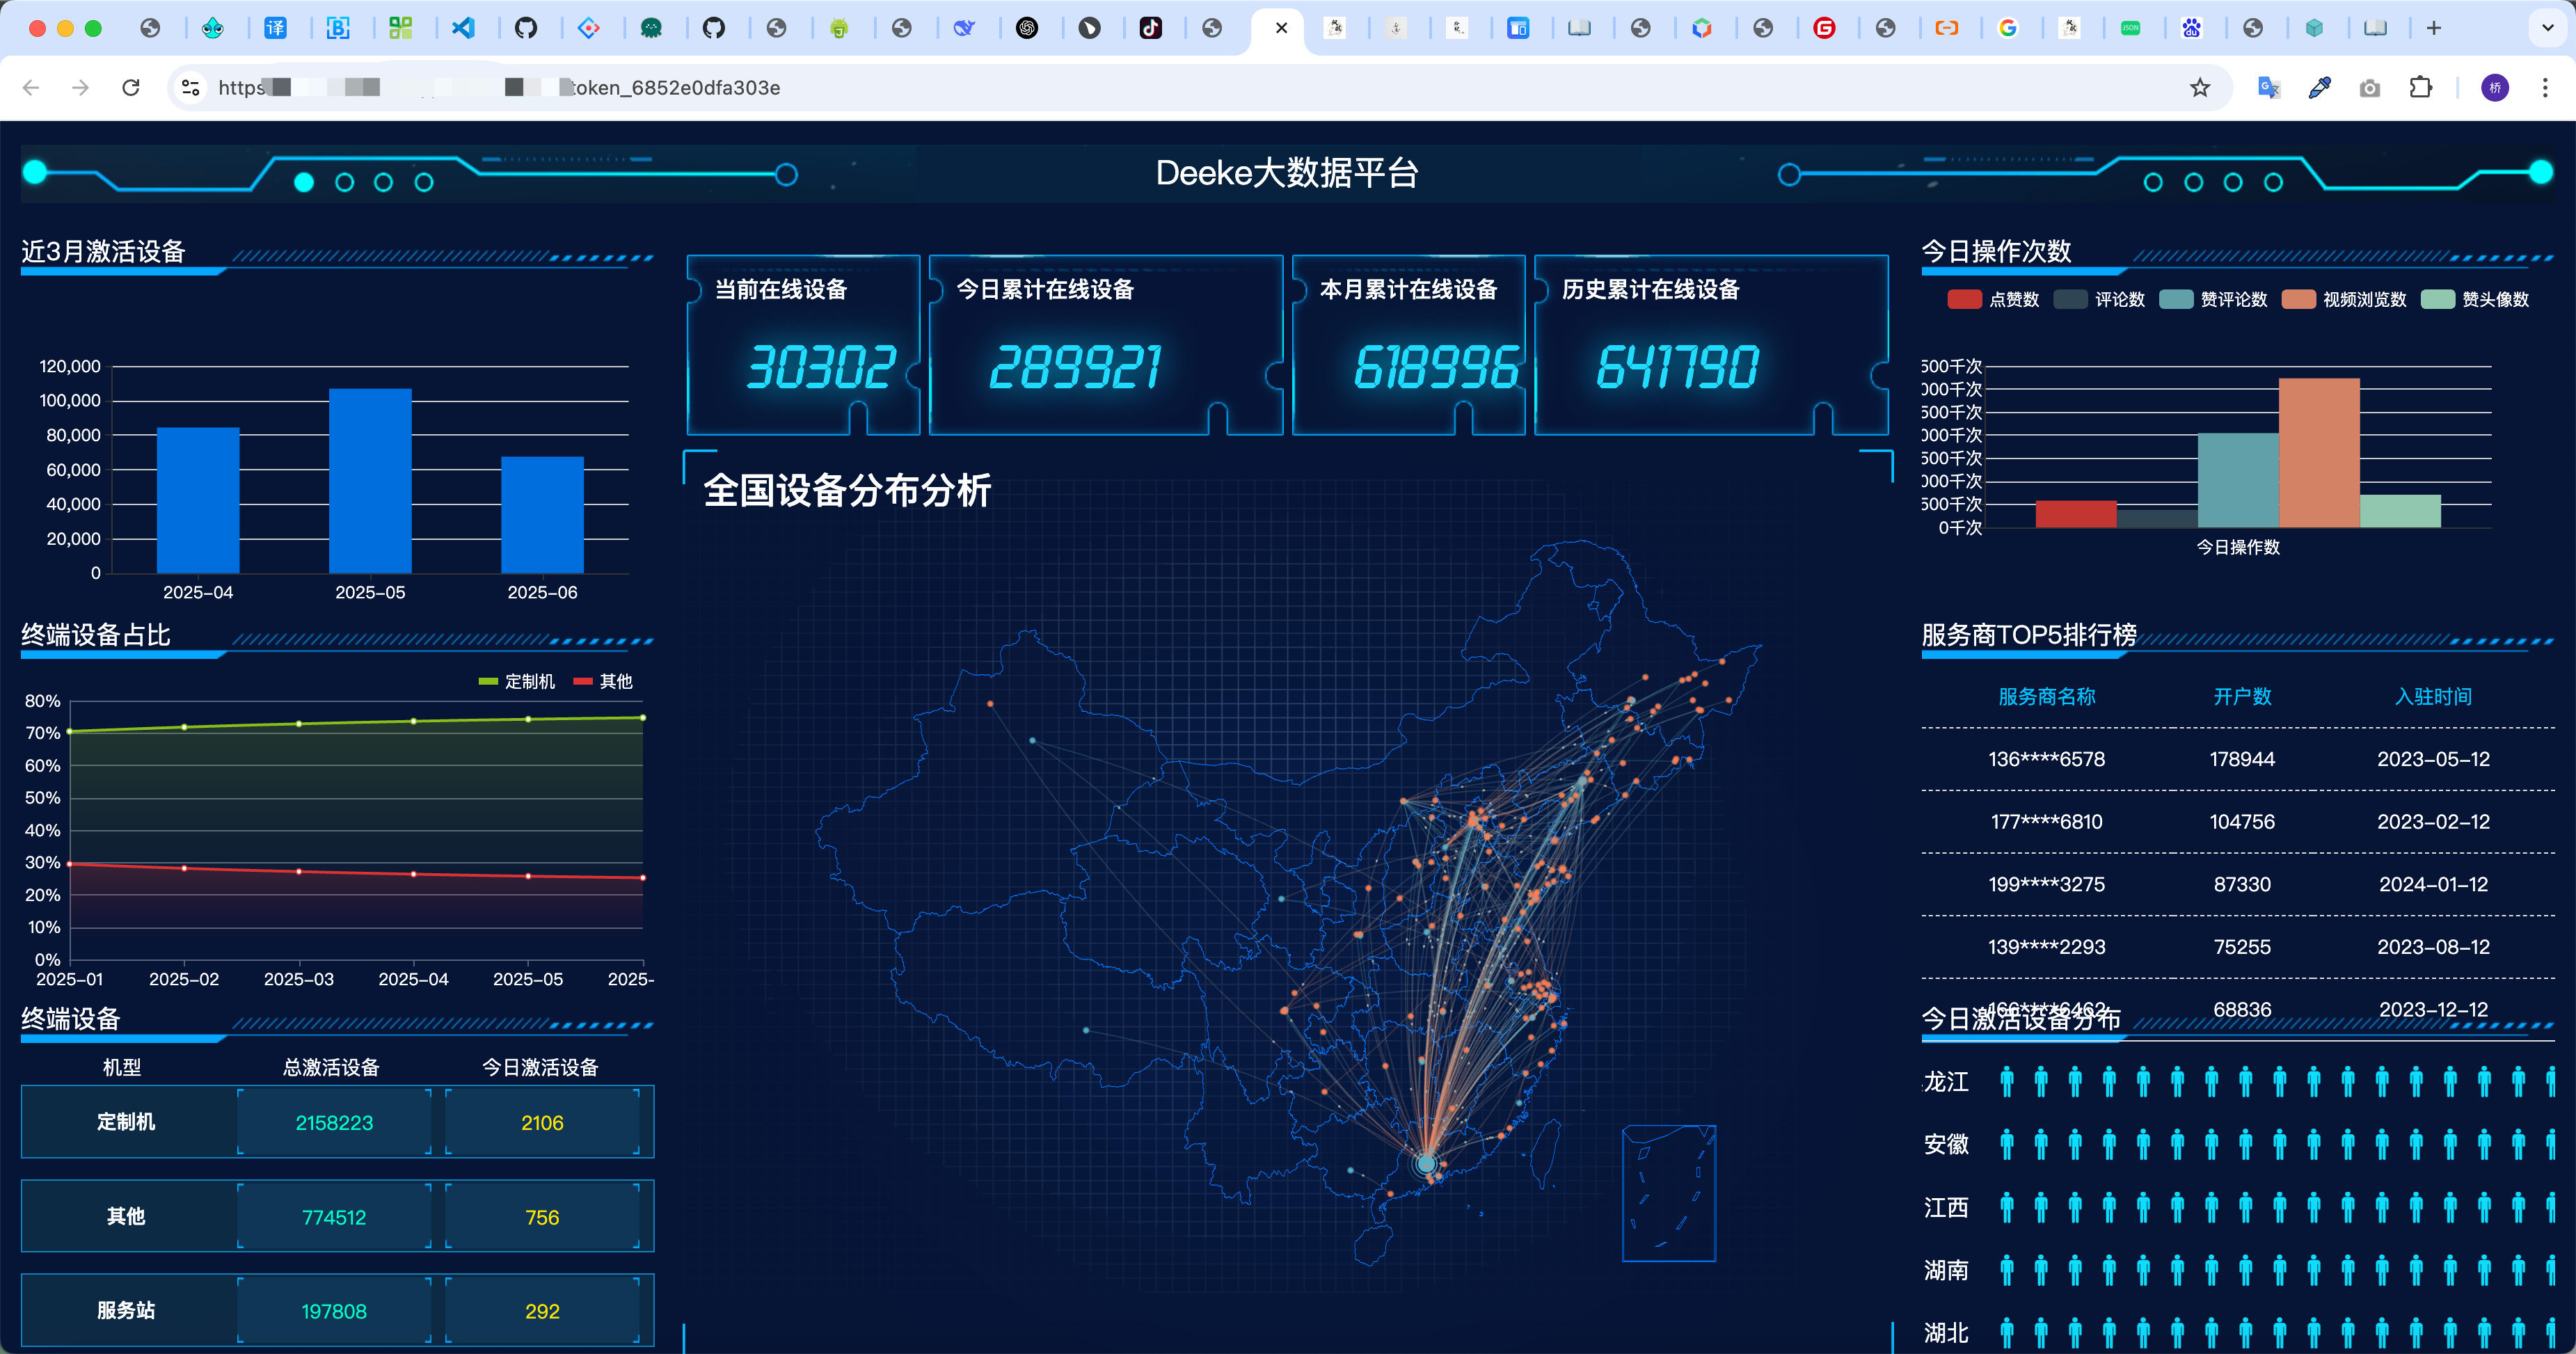 https
token_6852e0dfa303e
桥
Deeke大数据平台
近3月激活设备
120,000
100,000
80,000
60,000
40,000
20,000
0
2025-04
2025-05
2025-06
终端设备占比
定制机
其他
80%
70%
60%
50%
40%
30%
20%
10%
0%
2025-01
2025-02
2025-03
2025-04
2025-05
2025-
终端设备
机型 总激活设备 今日激活设备
定制机 2158223 2106
其他 774512 756
服务站 197808 292
当前在线设备
30302
今日累计在线设备
289921
本月累计在线设备
618996
历史累计在线设备
641790
全国设备分布分析
今日操作次数
点赞数 评论数 赞评论数 视频浏览数 赞头像数
500千次
000千次
500千次
000千次
500千次
000千次
500千次
0千次
今日操作数
服务商TOP5排行榜
服务商名称 开户数 入驻时间
136****6578 178944 2023-05-12
177****6810 104756 2023-02-12
199****3275 87330 2024-01-12
139****2293 75255 2023-08-12
166****6462 68836 2023-12-12
今日激活设备分布
龙江
安徽
江西
湖南
湖北